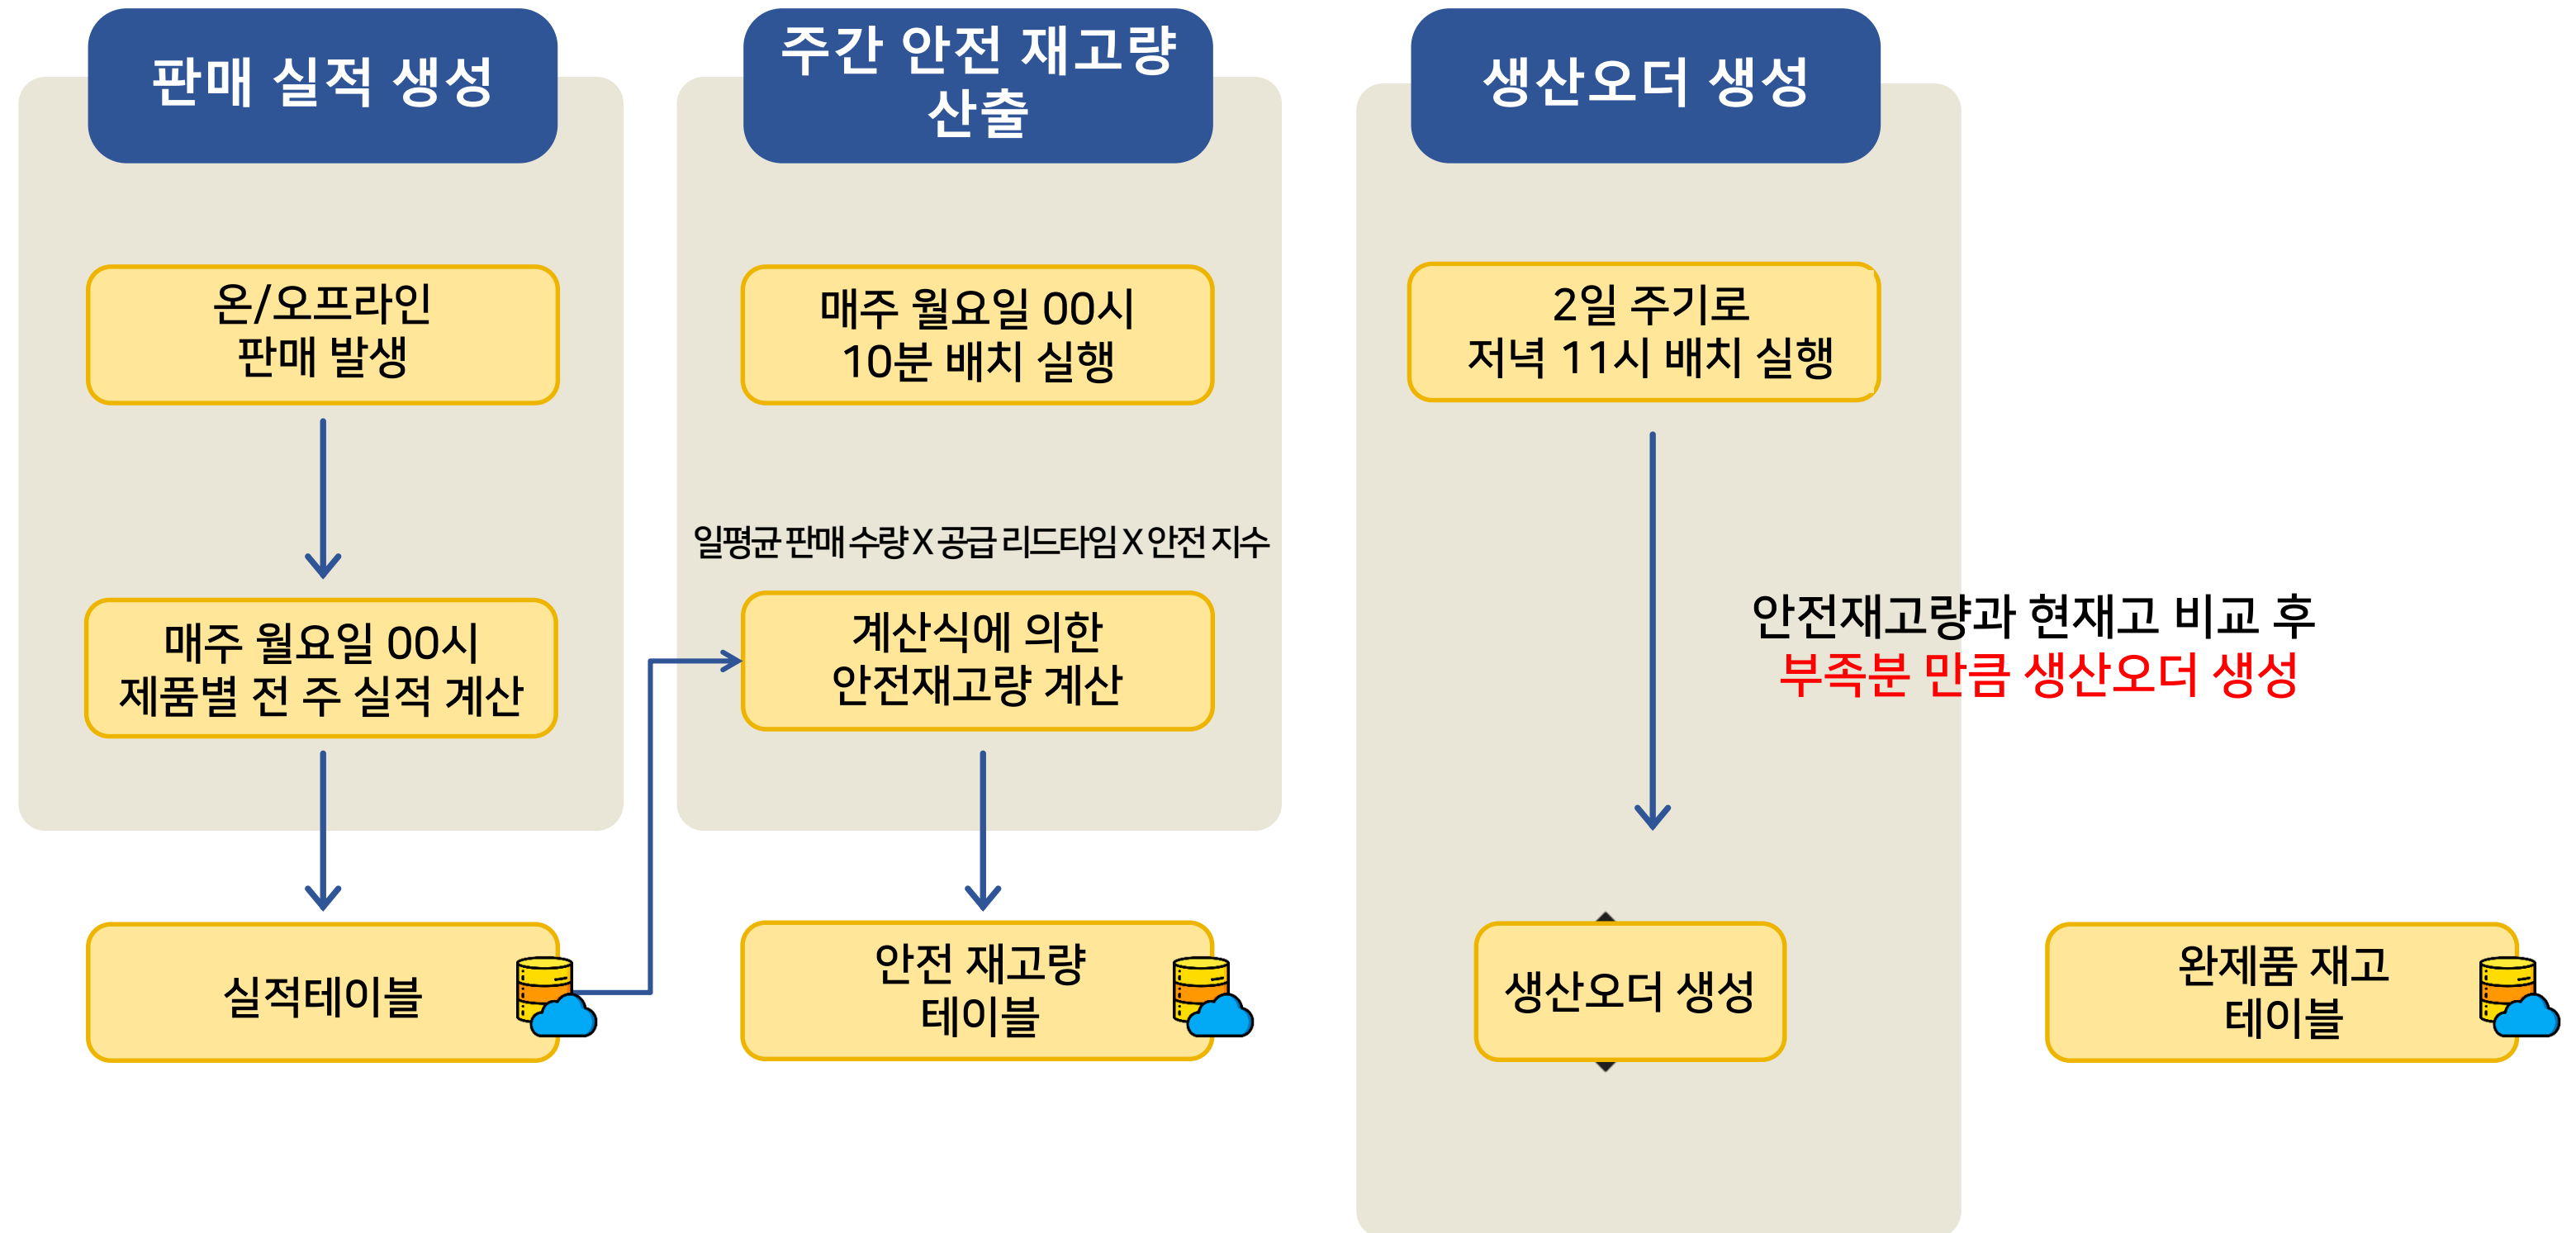 판매 실적 생성
온/오프라인
판매 발생
매주 월요일 00시
제품별 전 주 실적 계산
실적테이블
주간 안전 재고량
산출
매주 월요일 00시
10분 배치 실행
일평균 판매 수량 X 공급 리드타임 X 안전 지수
계산식에 의한
안전재고량 계산
안전 재고량
테이블
생산오더 생성
2일 주기로
저녁 11시 배치 실행
안전재고량과 현재고 비교 후
부족분 만큼 생산오더 생성
생산오더 생성
완제품 재고
테이블